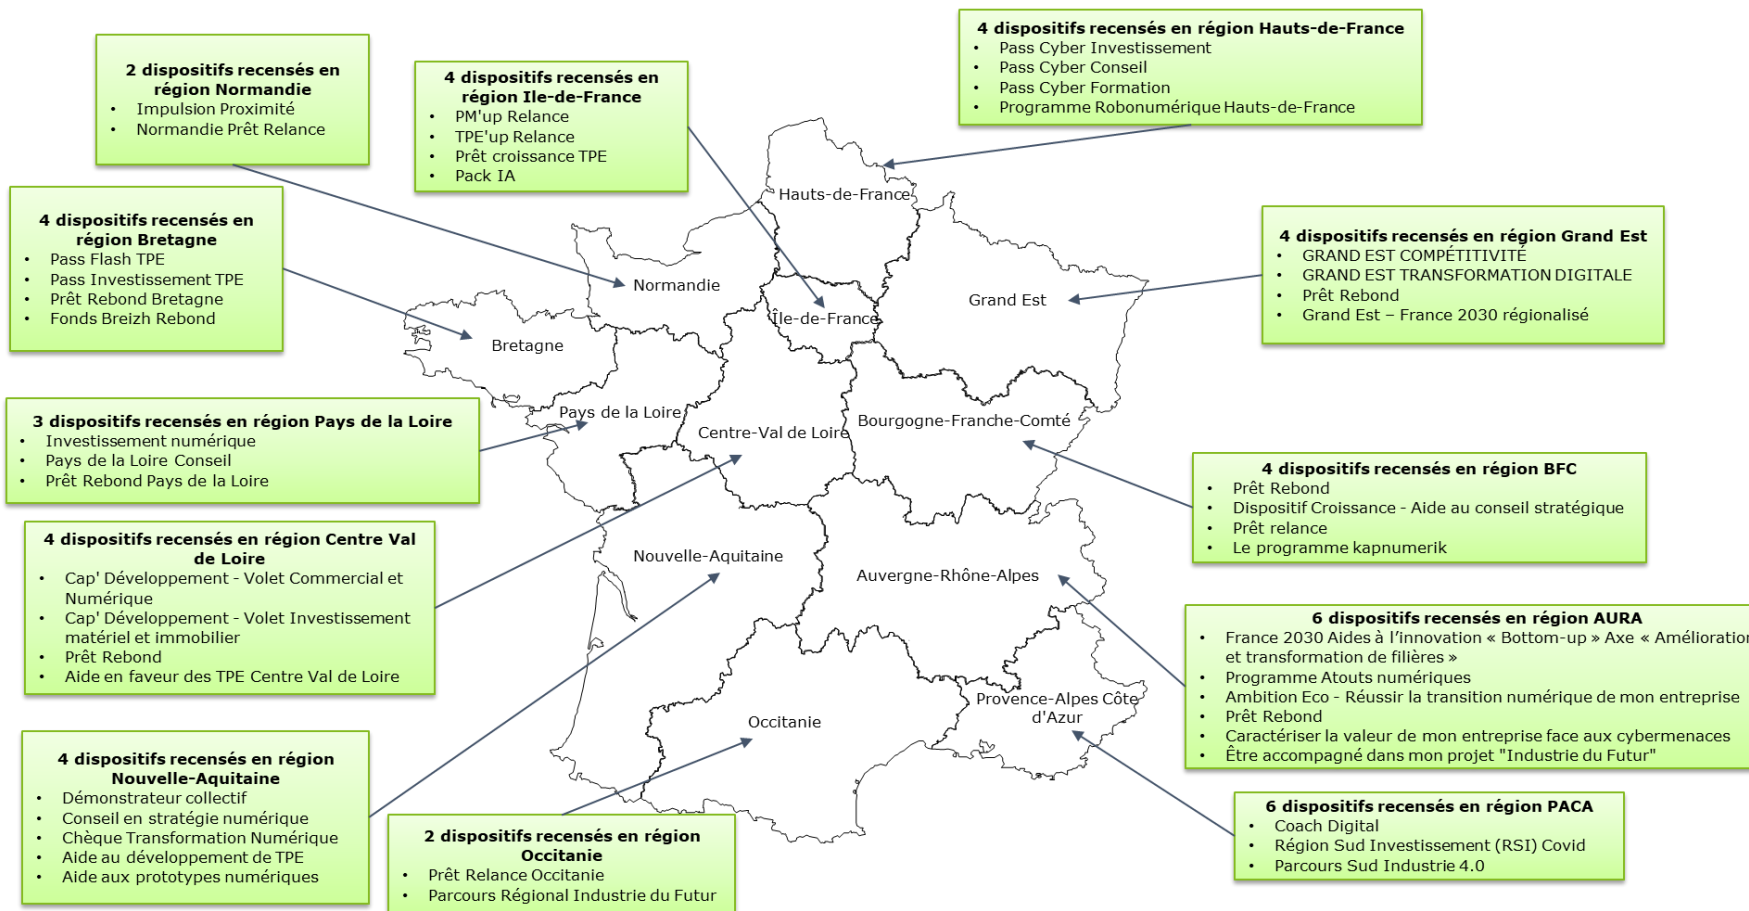 4 dispositifs recensés en région Hauts-de-France
• Pass Cyber Investissement
• Pass Cyber Conseil
• Pass Cyber Formation
• Programme Robonumérique Hauts-de-France
2 dispositifs recensés en
région Normandie
• Impulsion Proximité
• Normandie Prêt Relance
4 dispositifs recensés en
région Ile-de-France
• PM'up Relance
• TPE'up Relance
• Prêt croissance TPE
• Pack IA
4 dispositifs recensés en
région Bretagne
• Pass Flash TPE
• Pass Investissement TPE
• Prêt Rebond Bretagne
• Fonds Breizh Rebond
4 dispositifs recensés en région Grand Est
• GRAND EST COMPÉTITIVITÉ
• GRAND EST TRANSFORMATION DIGITALE
• Prêt Rebond
• Grand Est – France 2030 régionalisé
Hauts-de-France
Normandie
Île-de-France
Grand Est
Bretagne
Pays de la Loire
Centre-Val de Loire
Bourgogne-Franche-Comté
Nouvelle-Aquitaine
Auvergne-Rhône-Alpes
Occitanie
Provence-Alpes Côte
d'Azur
3 dispositifs recensés en région Pays de la Loire
• Investissement numérique
• Pays de la Loire Conseil
• Prêt Rebond Pays de la Loire
4 dispositifs recensés en région BFC
• Prêt Rebond
• Dispositif Croissance - Aide au conseil stratégique
• Prêt relance
• Le programme kapnumerik
4 dispositifs recensés en région Centre Val
de Loire
• Cap' Développement - Volet Commercial et
Numérique
• Cap' Développement - Volet Investissement
matériel et immobilier
• Prêt Rebond
• Aide en faveur des TPE Centre Val de Loire
6 dispositifs recensés en région AURA
• France 2030 Aides à l’innovation « Bottom-up » Axe « Amélioration
et transformation de filières »
• Programme Atouts numériques
• Ambition Eco - Réussir la transition numérique de mon entreprise
• Prêt Rebond
• Caractériser la valeur de mon entreprise face aux cybermenaces
• Être accompagné dans mon projet "Industrie du Futur"
4 dispositifs recensés en région
Nouvelle-Aquitaine
• Démonstrateur collectif
• Conseil en stratégie numérique
• Chèque Transformation Numérique
• Aide au développement de TPE
• Aide aux prototypes numériques
2 dispositifs recensés en région
Occitanie
• Prêt Relance Occitanie
• Parcours Régional Industrie du Futur
6 dispositifs recensés en région PACA
• Coach Digital
• Région Sud Investissement (RSI) Covid
• Parcours Sud Industrie 4.0